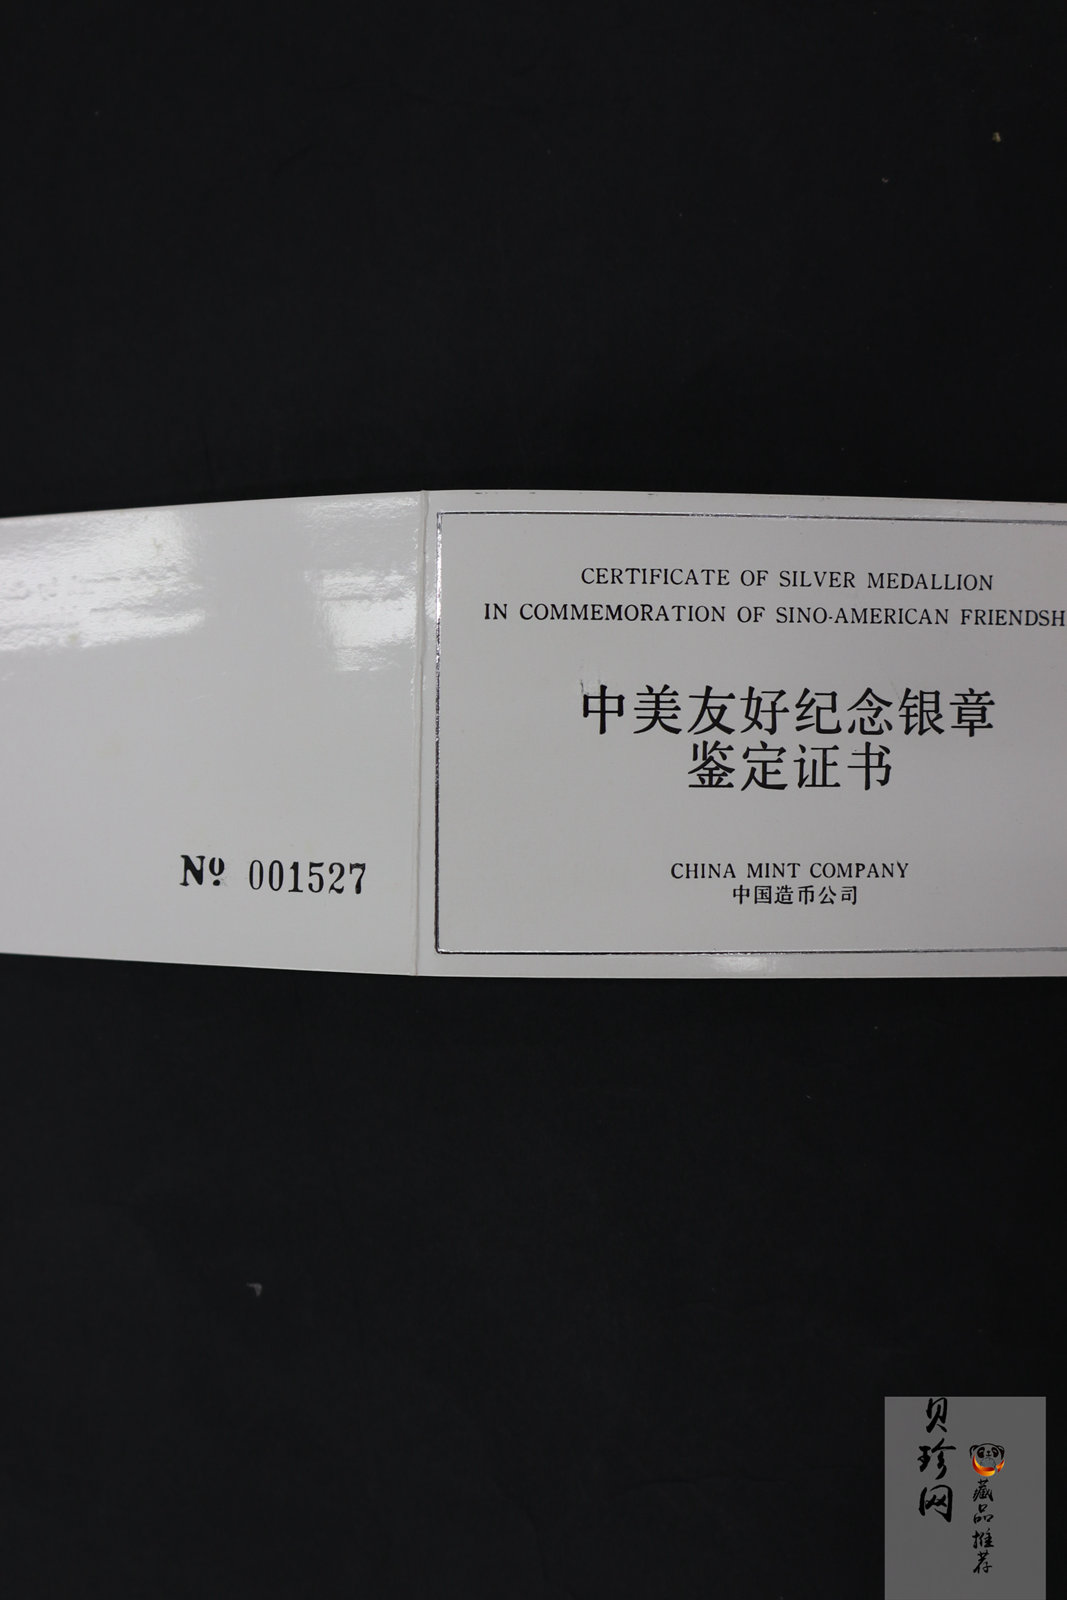 CERTIFICATE OF SILVER MEDALLION
IN COMMEMORATION OF SINO-AMERICAN FRIENDSH
中美友好纪念银章
鉴定证书
CHINA MINT COMPANY
中国造币公司
Nº 001527
贝珍网
藏品推荐